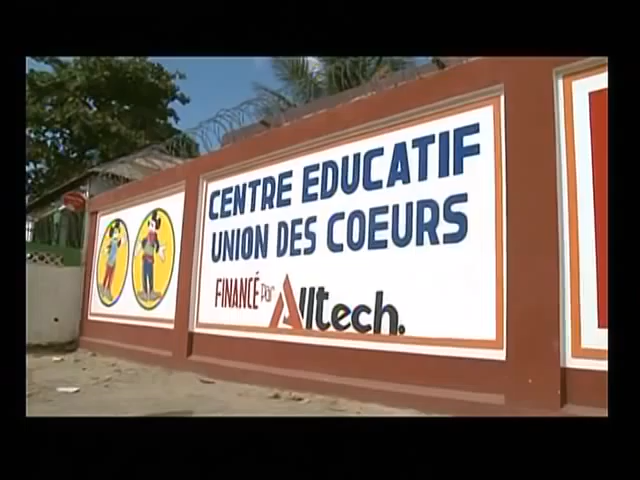 CENTRE EDUCATIF
UNION DES COEURS
FINANCÉ par Alltech.